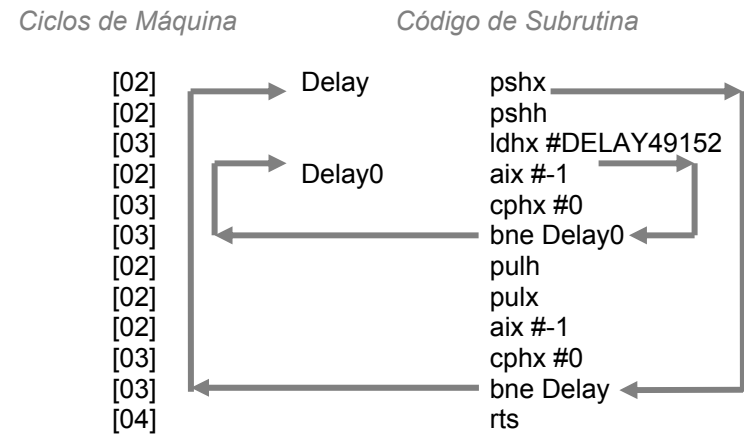 Ciclos de Máquina Código de Subrutina
[02] Delay pshx
[02] pshh
[03] ldhx #DELAY49152
[02] Delay0 aix #-1
[03] cphx #0
[03] bne Delay0
[02] pulh
[02] pulx
[02] aix #-1
[03] cphx #0
[03] bne Delay
[04] rts